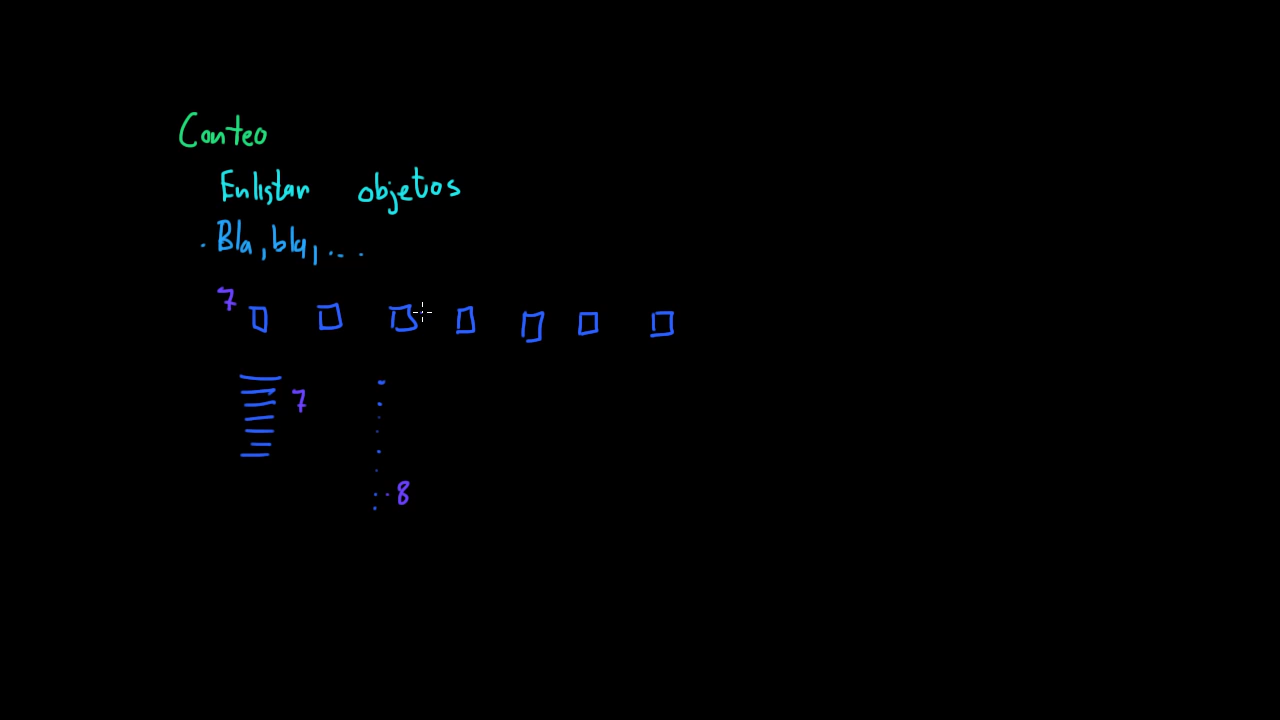 Conteo
Enlistar objetos
. Bla, bla, ...
7
7
8